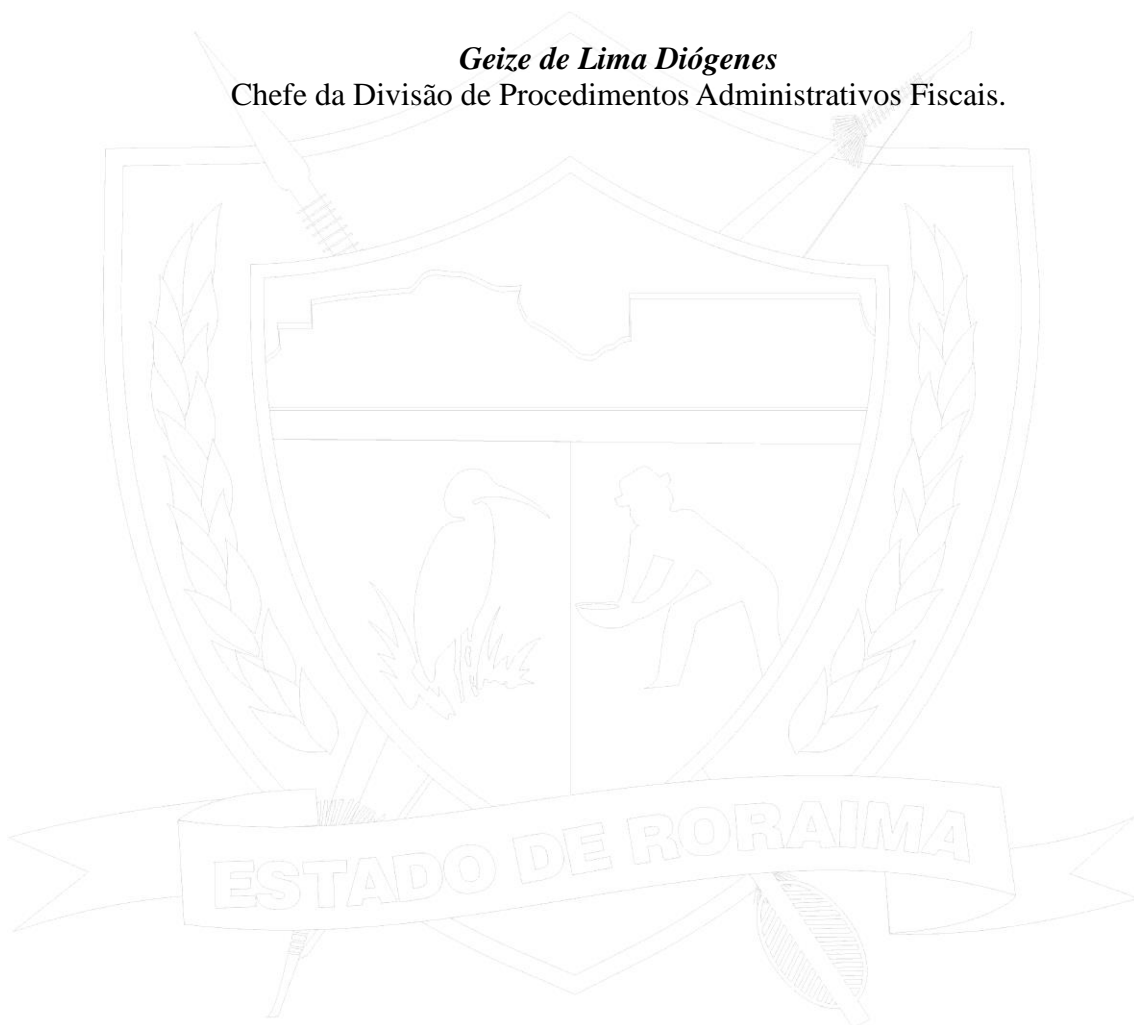 Geize de Lima Diógenes
Chefe da Divisão de Procedimentos Administrativos Fiscais.
ESTADO DE RORAIMA